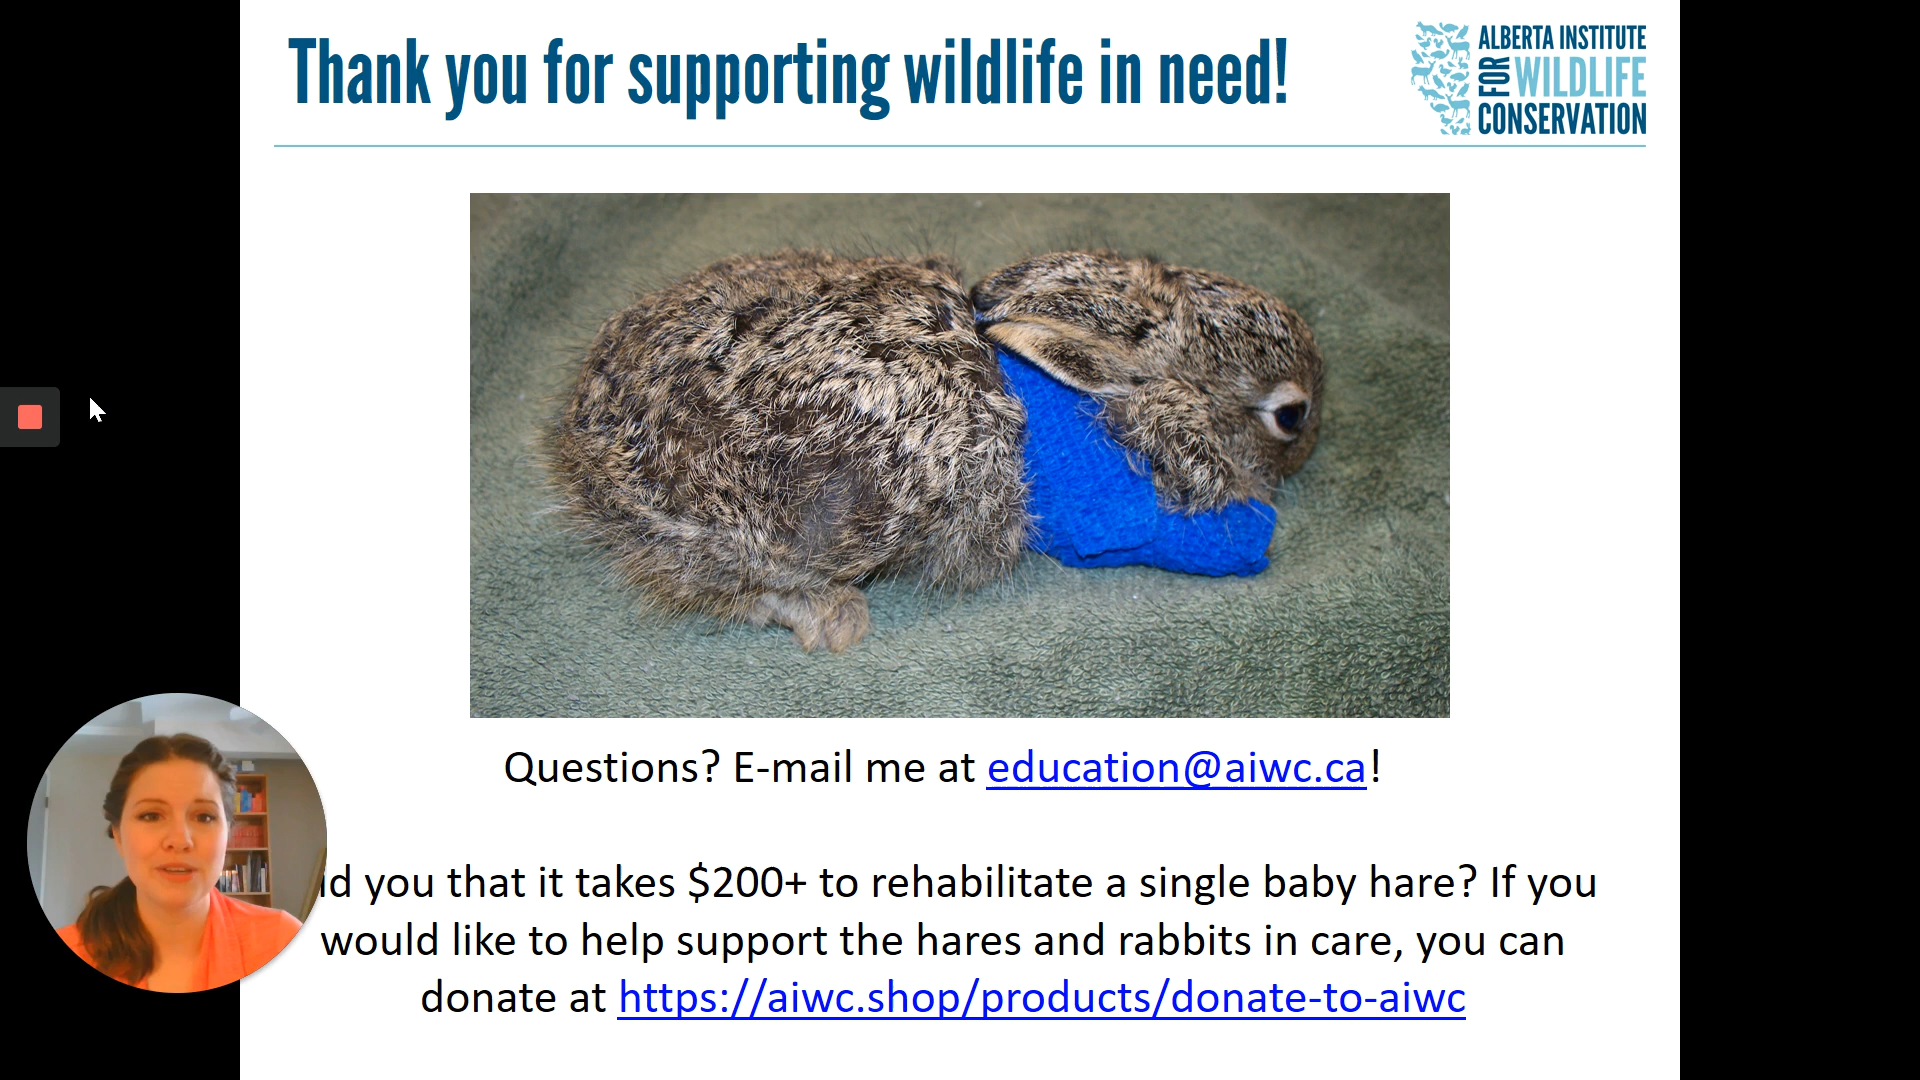 Thank you for supporting wildlife in need!
ALBERTA INSTITUTE
FOR WILDLIFE
CONSERVATION
Questions? E-mail me at education@aiwc.ca!
you that it takes $200+ to rehabilitate a single baby hare? If you
would like to help support the hares and rabbits in care, you can
donate at https://aiwc.shop/products/donate-to-aiwc